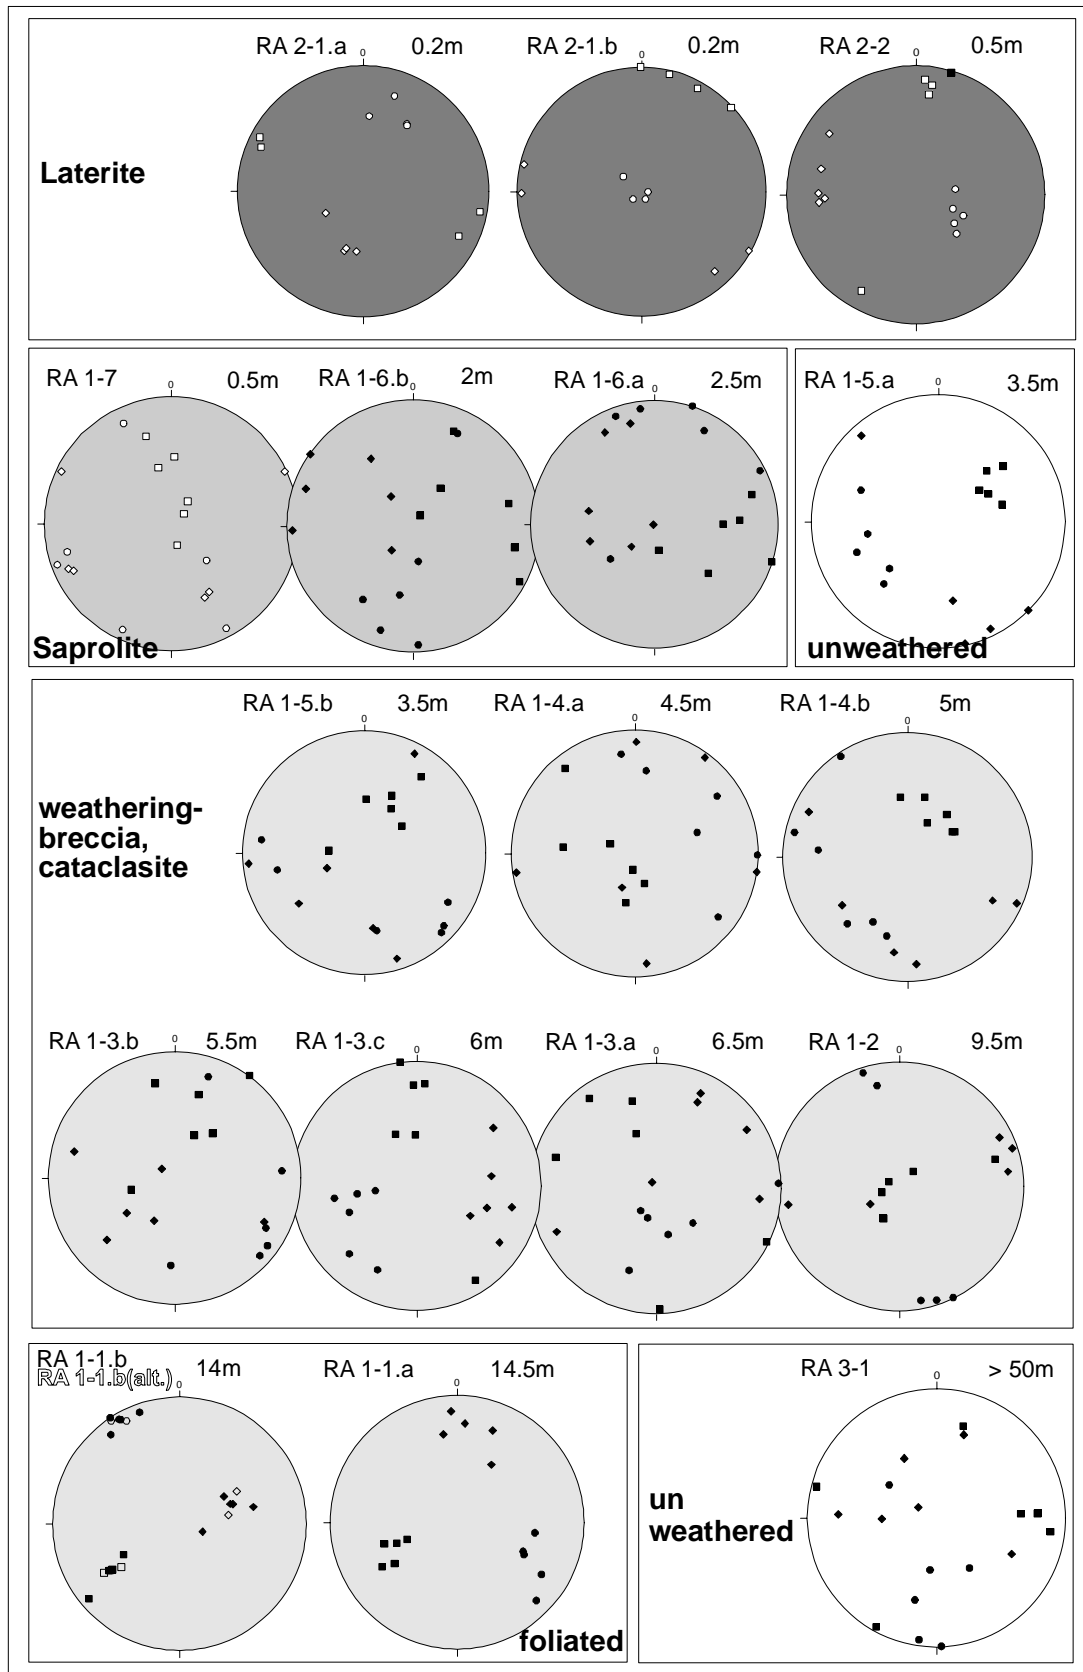 RA 2-1.a 0.2m RA 2-1.b 0.2m RA 2-2 0.5m
0 0 0
Laterite
RA 1-7 0.5m RA 1-6.b 2m RA 1-6.a 2.5m RA 1-5.a 3.5m
0 0 0 0
Saprolite unweathered
RA 1-5.b 3.5m RA 1-4.a 4.5m RA 1-4.b 5m
0 0 0
weathering-
breccia,
cataclasite
RA 1-3.b 5.5m RA 1-3.c 6m RA 1-3.a 6.5m RA 1-2 9.5m
0 0 0 0
RA 1-1.b 14m RA 1-1.a 14.5m RA 3-1 > 50m
RA 1-1.b(alt.)
0 0 0
un
weathered
foliated